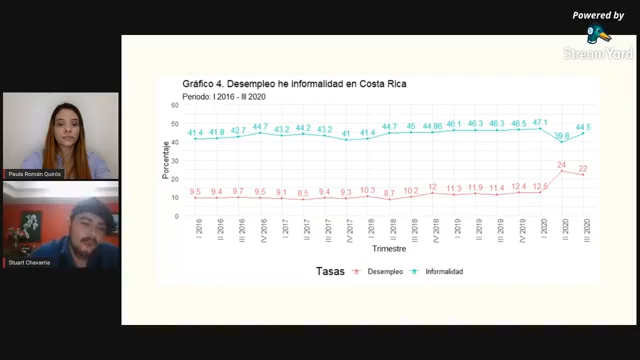 Powered by
StreamYard
Gráfico 4. Desempleo he informalidad en Costa Rica
Periodo: I 2016 - III 2020
Porcentaje
60
50
40
30
20
10
0
41.4 41.8 42.7 44.7 43.2 44.2 43.2 41 41.4 44.7 45 44.86 46.1 46.3 46.3 46.5 47.1 39.8 44.5
9.5 9.4 9.7 9.5 9.1 8.5 9.4 9.3 10.3 8.7 10.2 12 11.3 11.9 11.4 12.4 12.5 24 22
I 2016
II 2016
III 2016
IV 2016
I 2017
II 2017
III 2017
IV 2017
I 2018
II 2018
III 2018
IV 2018
I 2019
II 2019
III 2019
IV 2019
I 2020
II 2020
III 2020
Trimestre
Tasas Desempleo Informalidad
Paula Román Quirós
Stuart Chavarria